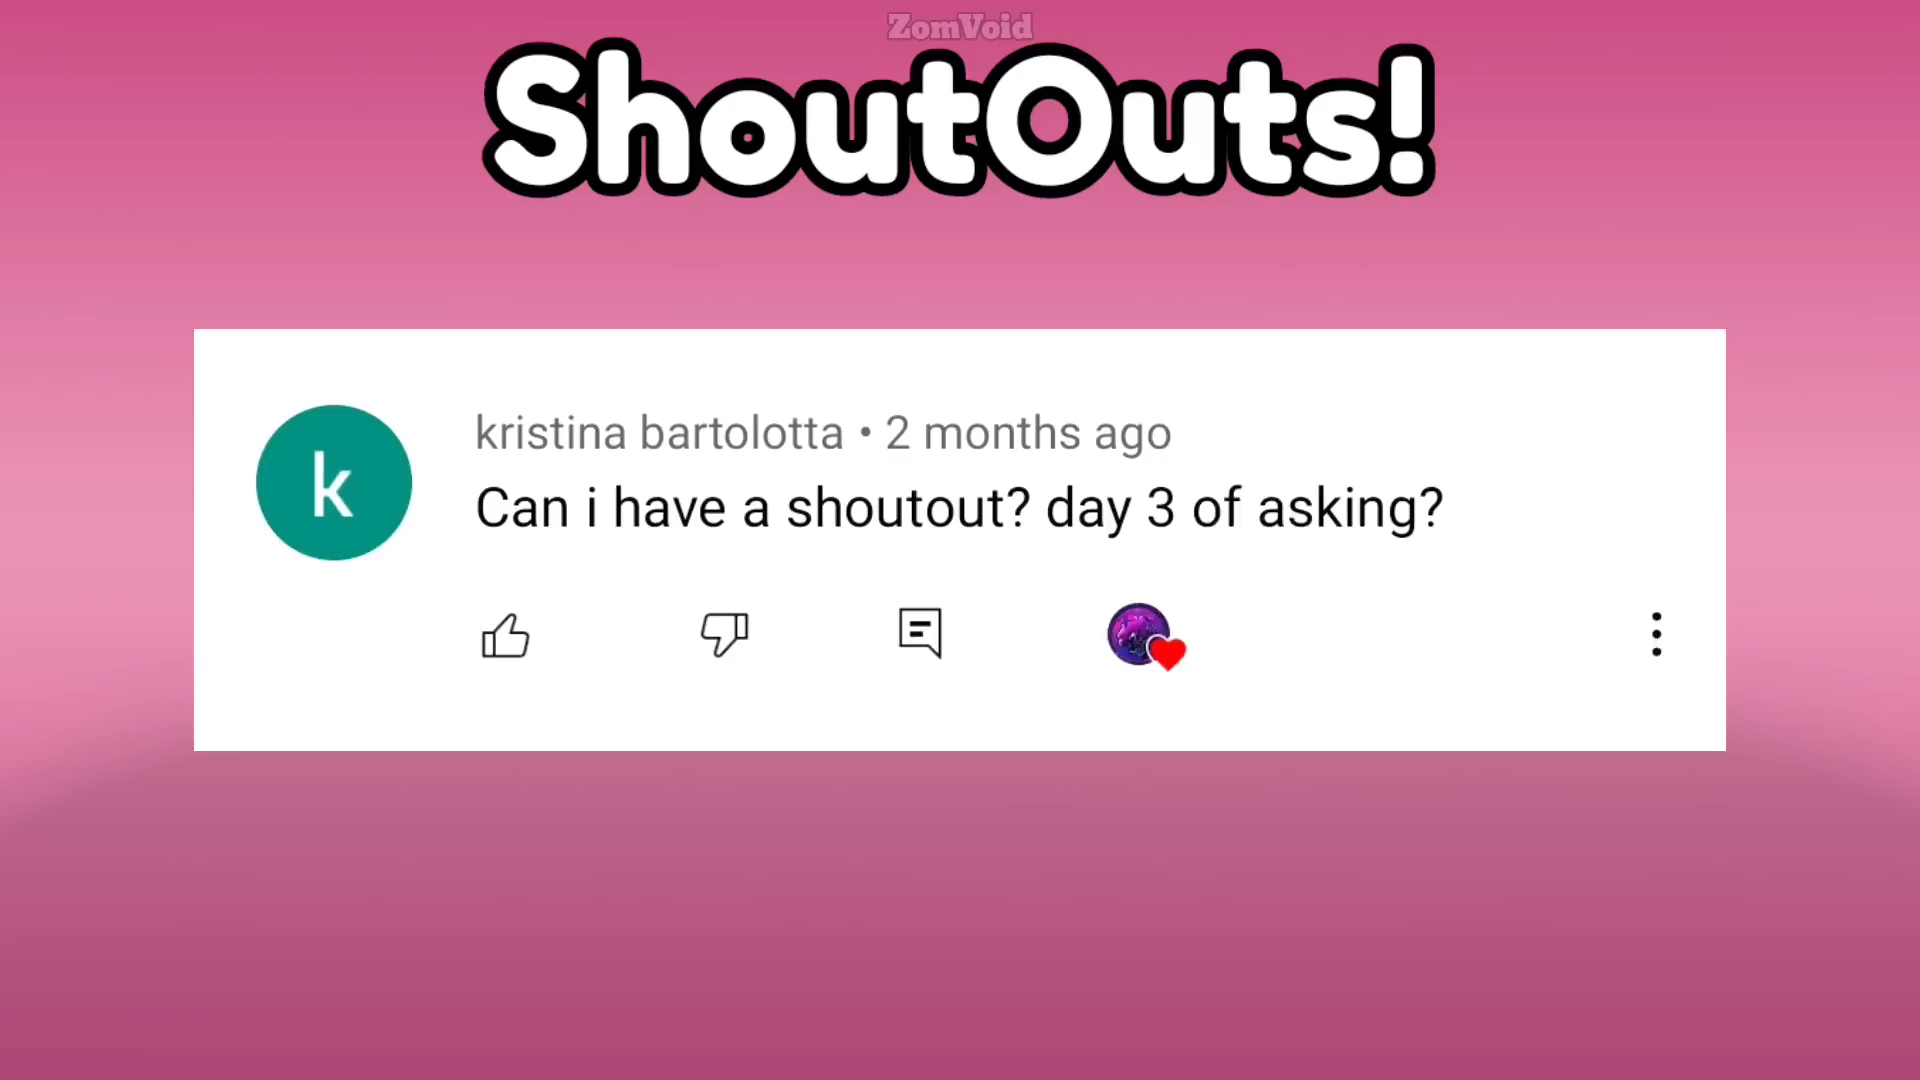 ZomVoid
ShoutOuts!
kristina bartolotta • 2 months ago
k
Can i have a shoutout? day 3 of asking?